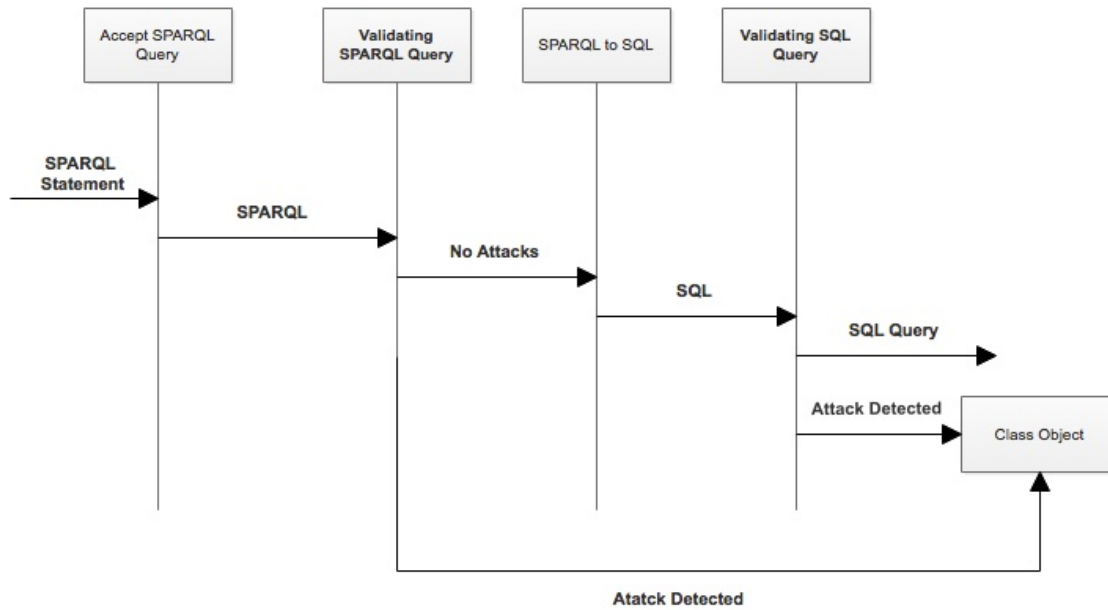 Accept SPARQL
Query
Validating
SPARQL Query
SPARQL to SQL
Validating SQL
Query
SPARQL
Statement
SPARQL
No Attacks
SQL
SQL Query
Attack Detected
Class Object
Atatck Detected